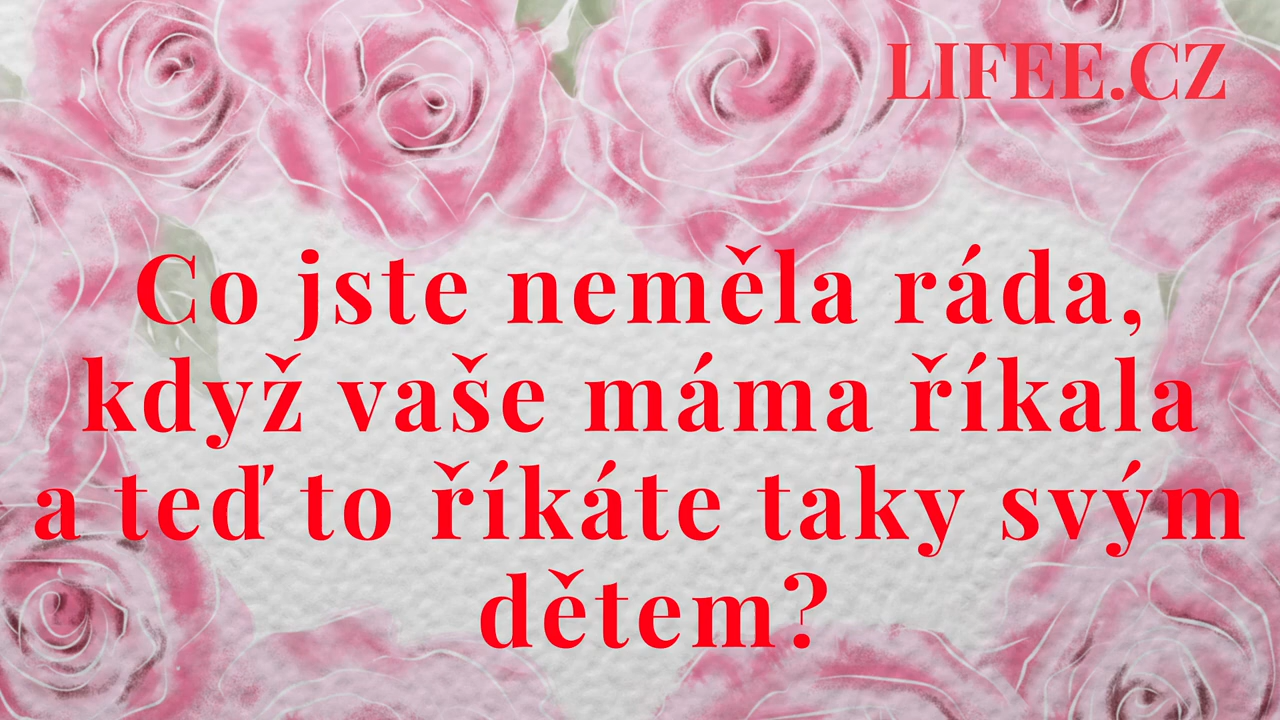 LIFEE.CZ
Co jste neměla ráda,
když vaše máma říkala
a teď to říkáte taky svým
dětem?